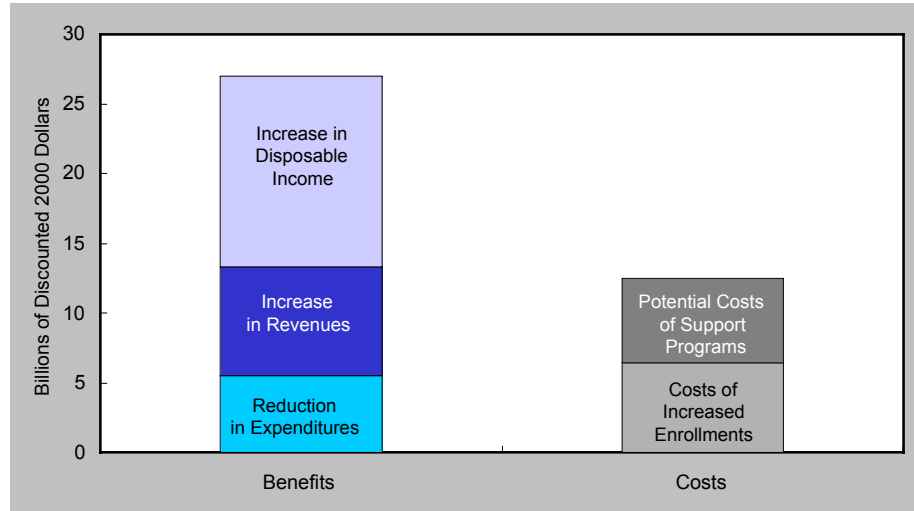 Billions of Discounted 2000 Dollars
30
25
20
15
10
5
0
Increase in
Disposable
Income
Increase
in Revenues
Reduction
in Expenditures
Potential Costs
of Support
Programs
Costs of
Increased
Enrollments
Benefits
Costs